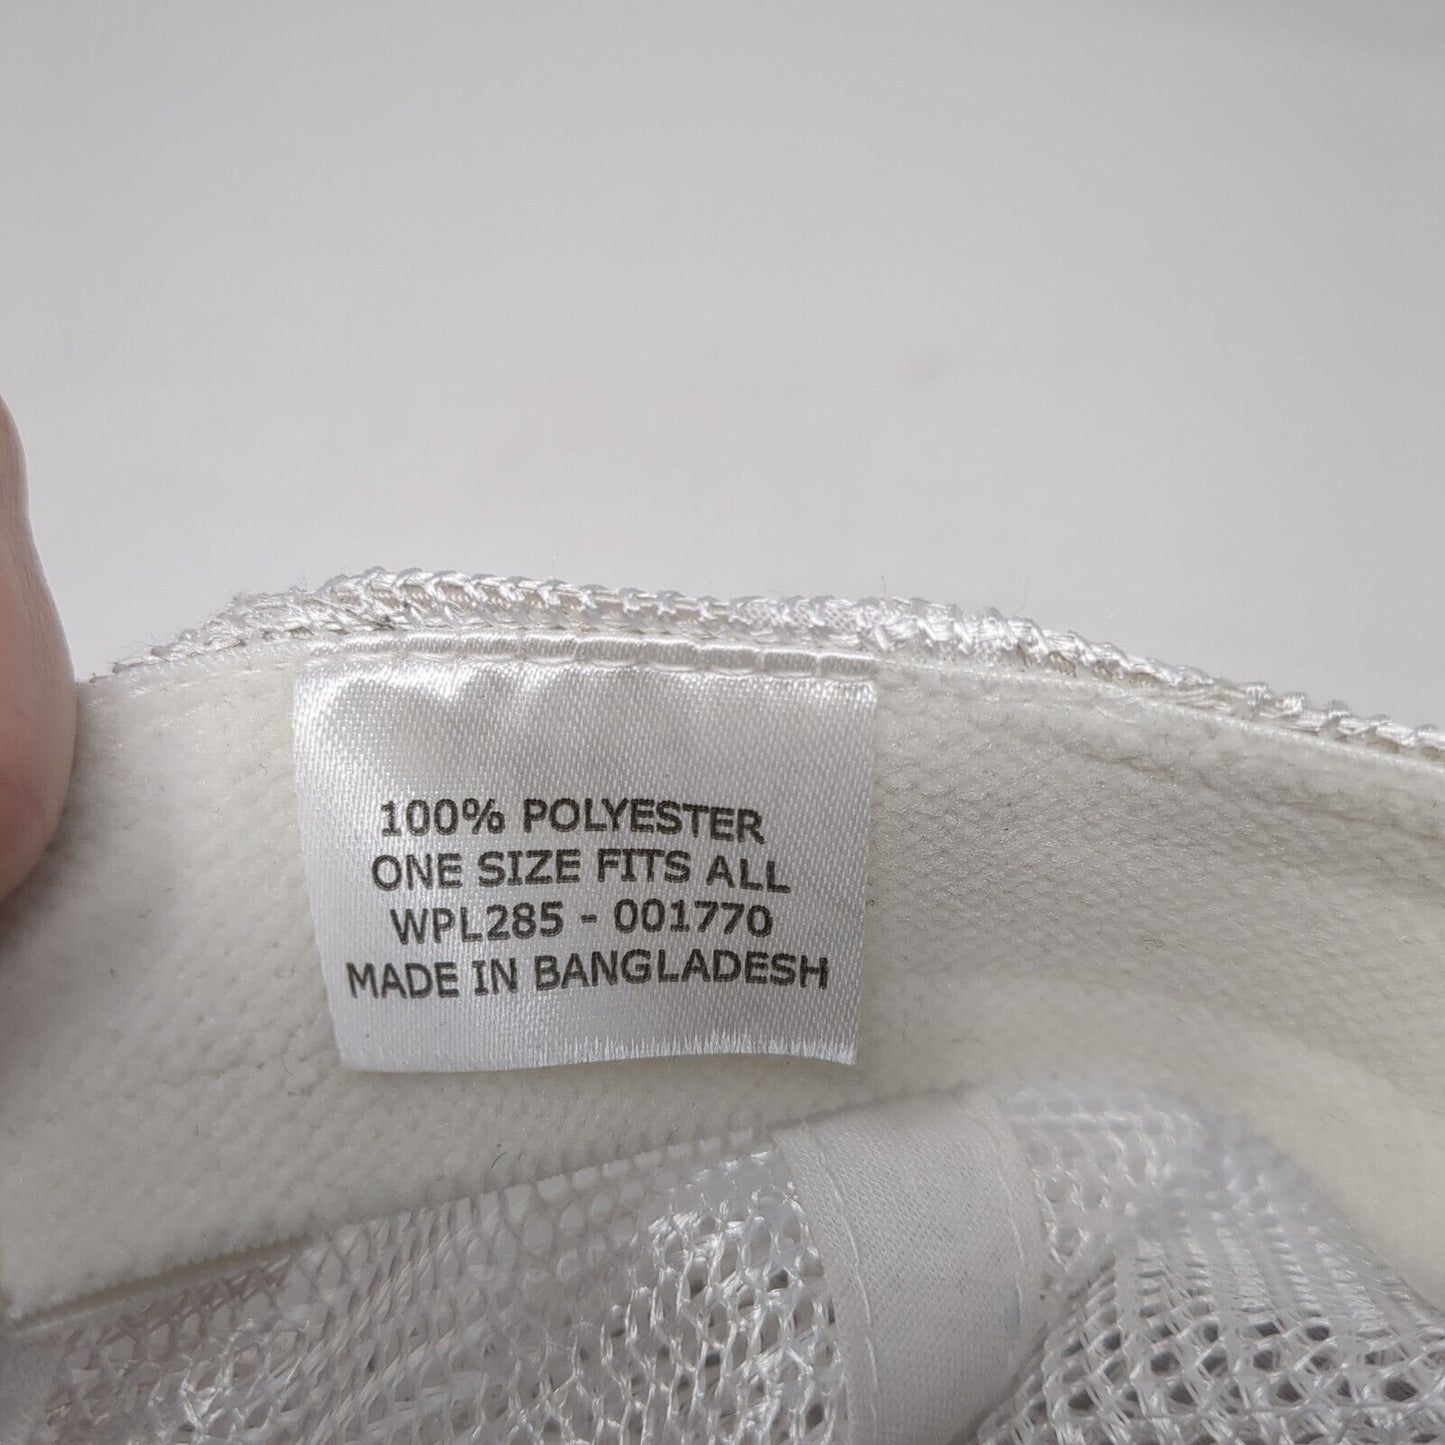 100% POLYESTER
ONE SIZE FITS ALL
WPL285 - 001770
MADE IN BANGLADESH